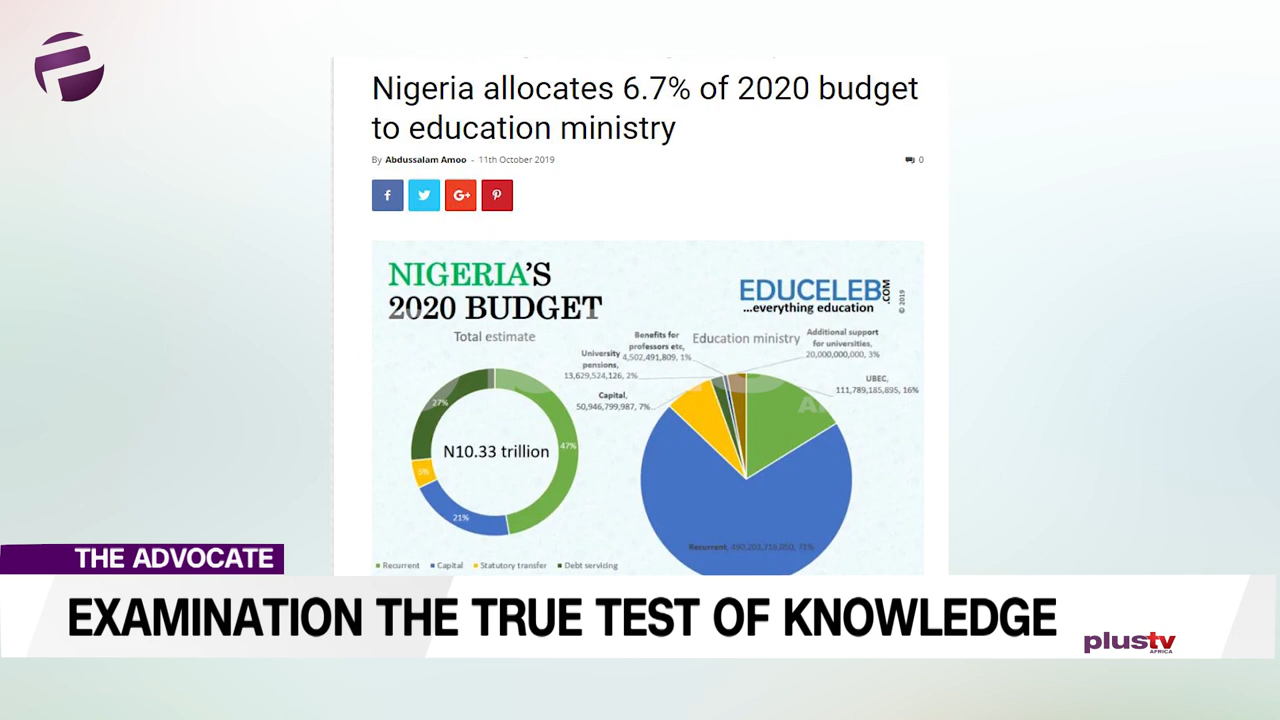 Nigeria allocates 6.7% of 2020 budget
to education ministry
By Abdussalam Amoo - 11th October 2019
0
f
G+
NIGERIA'S
2020 BUDGET
EDUCELEB
.COM
...everything education
© 2019
Total estimate
Education ministry
Benefits for
professors etc,
4,502,491,809, 1%
Additional support
for universities,
20,000,000,000, 3%
University
pensions,
13,629,524,126, 2%
UBEC,
111,789,185,895, 16%
Capital,
50,946,799,987, 7%
27%
N10.33 trillion
47%
5%
21%
Recurrent, 71%
Recurrent Capital Statutory transfer Debt servicing
THE ADVOCATE
EXAMINATION THE TRUE TEST OF KNOWLEDGE
plustv
AFRICA